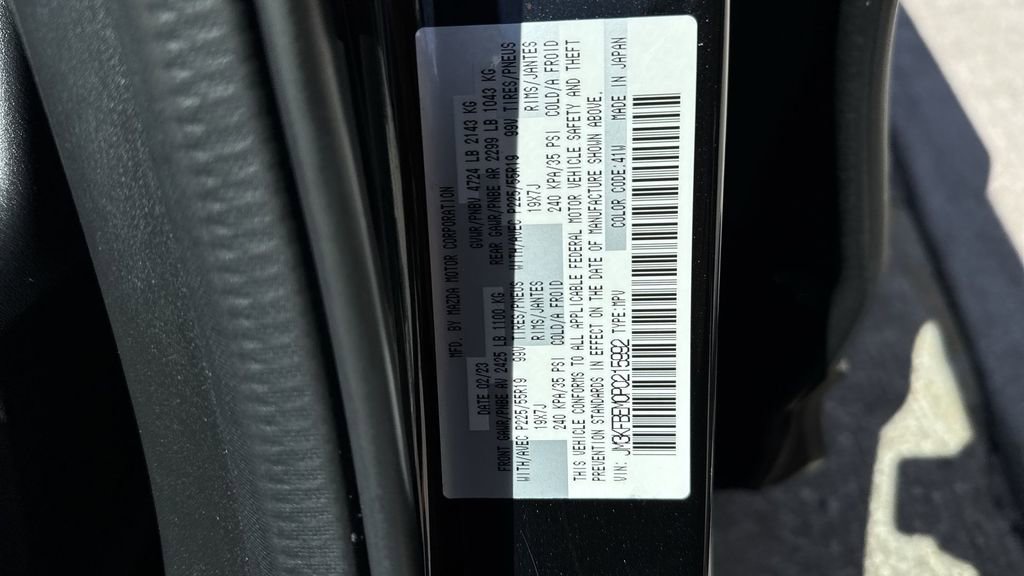 MFD. BY MAZDA MOTOR CORPORATION
DATE 02/23 GVWR/PNBV 4724 LB 2143 KG
FRONT GAWR/PNBE AV 2425 LB 1100 KG REAR GAWR/PNBE AR 2299 LB 1043 KG
WITH/AVEC P225/55R19 99V TIRES/PNEUS WITH/AVEC P225/55R19 99V TIRES/PNEUS
19X7J RIMS/JANTES 19X7J RIMS/JANTES
240 KPA/35 PSI COLD/A FROID 240 KPA/35 PSI COLD/A FROID
THIS VEHICLE CONFORMS TO ALL APPLICABLE FEDERAL MOTOR VEHICLE SAFETY AND THEFT
PREVENTION STANDARDS IN EFFECT ON THE DATE OF MANUFACTURE SHOWN ABOVE.
VIN: TYPE:MPV COLOR CODE:41W MADE IN JAPAN